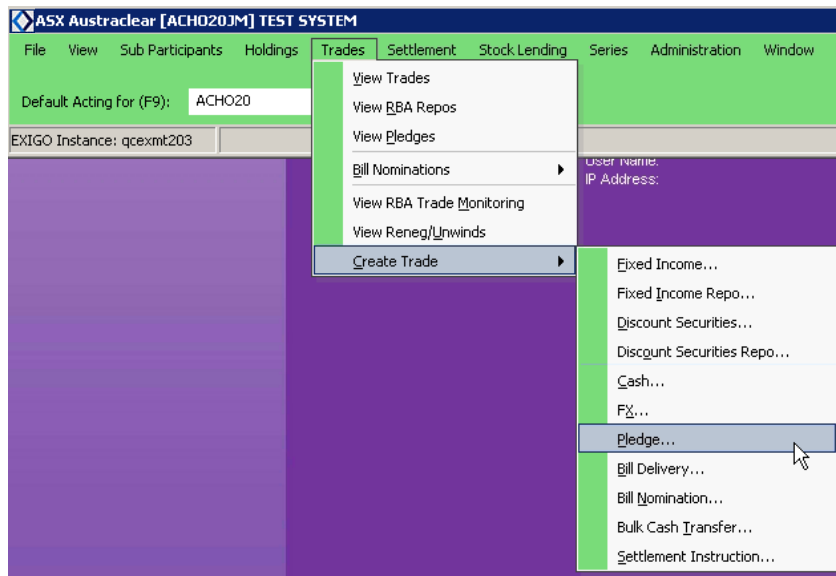 ASX Austraclear [ACHO20JM] TEST SYSTEM
File View Sub Participants Holdings Trades Settlement Stock Lending Series Administration Window
Default Acting for (F9): ACHO20
EXIGO Instance: qcexmt203
View Trades
View RBA Repos
View Pledges
Bill Nominations
View RBA Trade Monitoring
View Reneg/Unwinds
Create Trade
User Name:
IP Address:
Fixed Income...
Fixed Income Repo...
Discount Securities...
Discount Securities Repo...
Cash...
FX...
Pledge...
Bill Delivery...
Bill Nomination...
Bulk Cash Transfer...
Settlement Instruction...